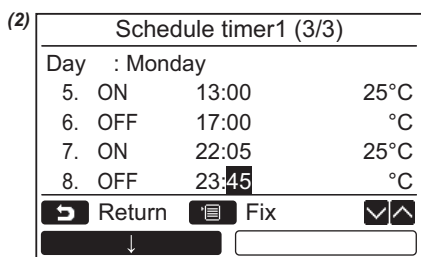 (2)
Schedule timer1 (3/3)
Day : Monday
5. ON 13:00 25°C
6. OFF 17:00 °C
7. ON 22:05 25°C
8. OFF 23:45 °C
Return Fix
↓